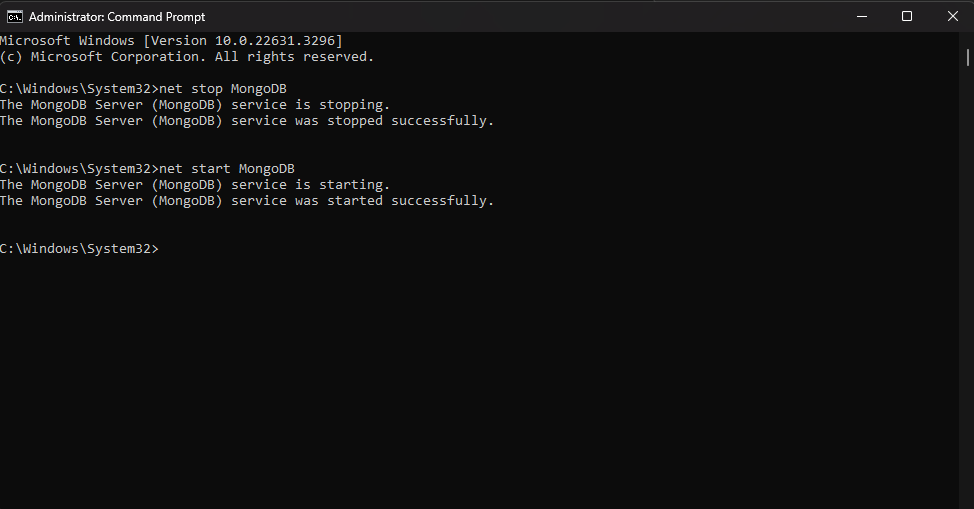 Administrator: Command Prompt
Microsoft Windows [Version 10.0.22631.3296]
(c) Microsoft Corporation. All rights reserved.
C:\Windows\System32>net stop MongoDB
The MongoDB Server (MongoDB) service is stopping.
The MongoDB Server (MongoDB) service was stopped successfully.
C:\Windows\System32>net start MongoDB
The MongoDB Server (MongoDB) service is starting.
The MongoDB Server (MongoDB) service was started successfully.
C:\Windows\System32>